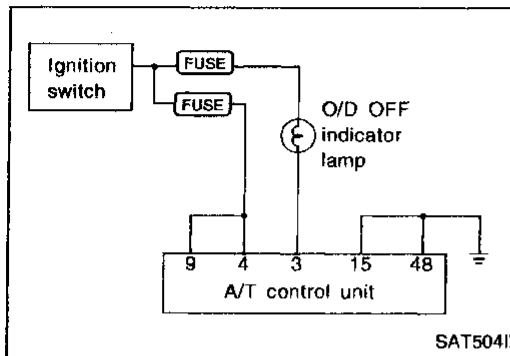 Ignition
switch
FUSE
FUSE
O/D OFF
indicator
lamp
9 4 3 15 48
A/T control unit